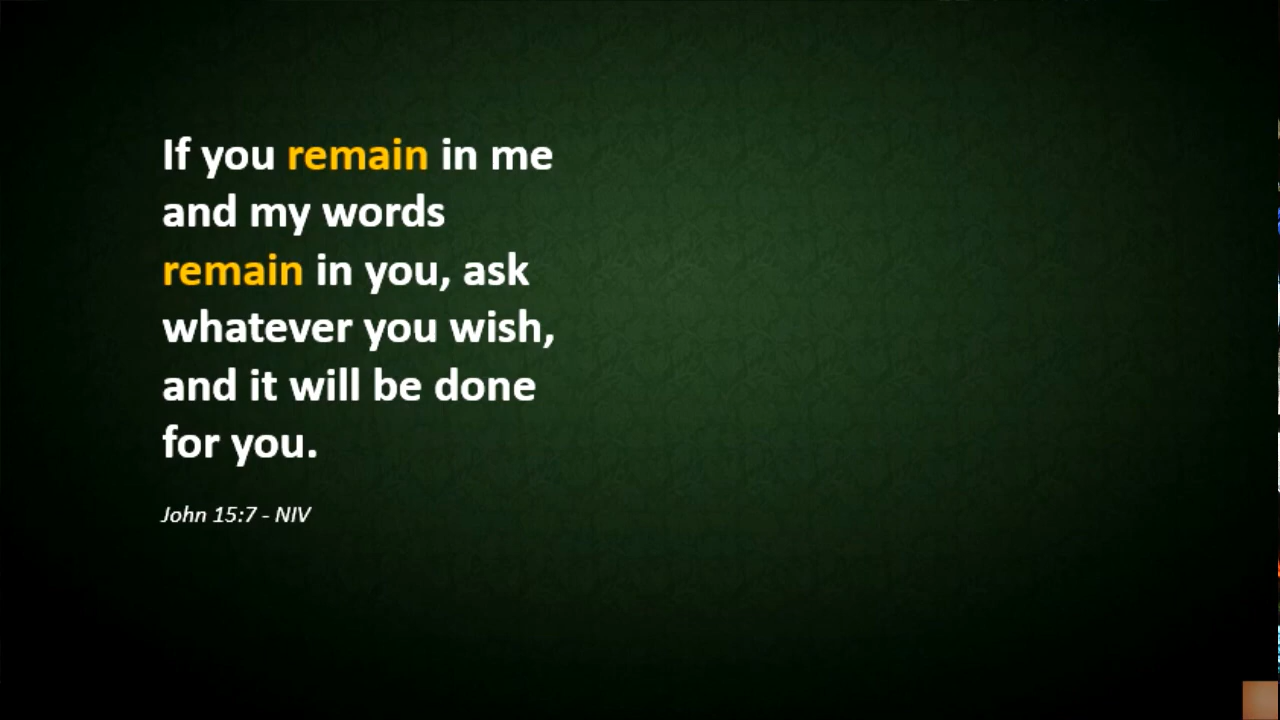 If you remain in me
and my words
remain in you, ask
whatever you wish,
and it will be done
for you.
John 15:7 - NIV